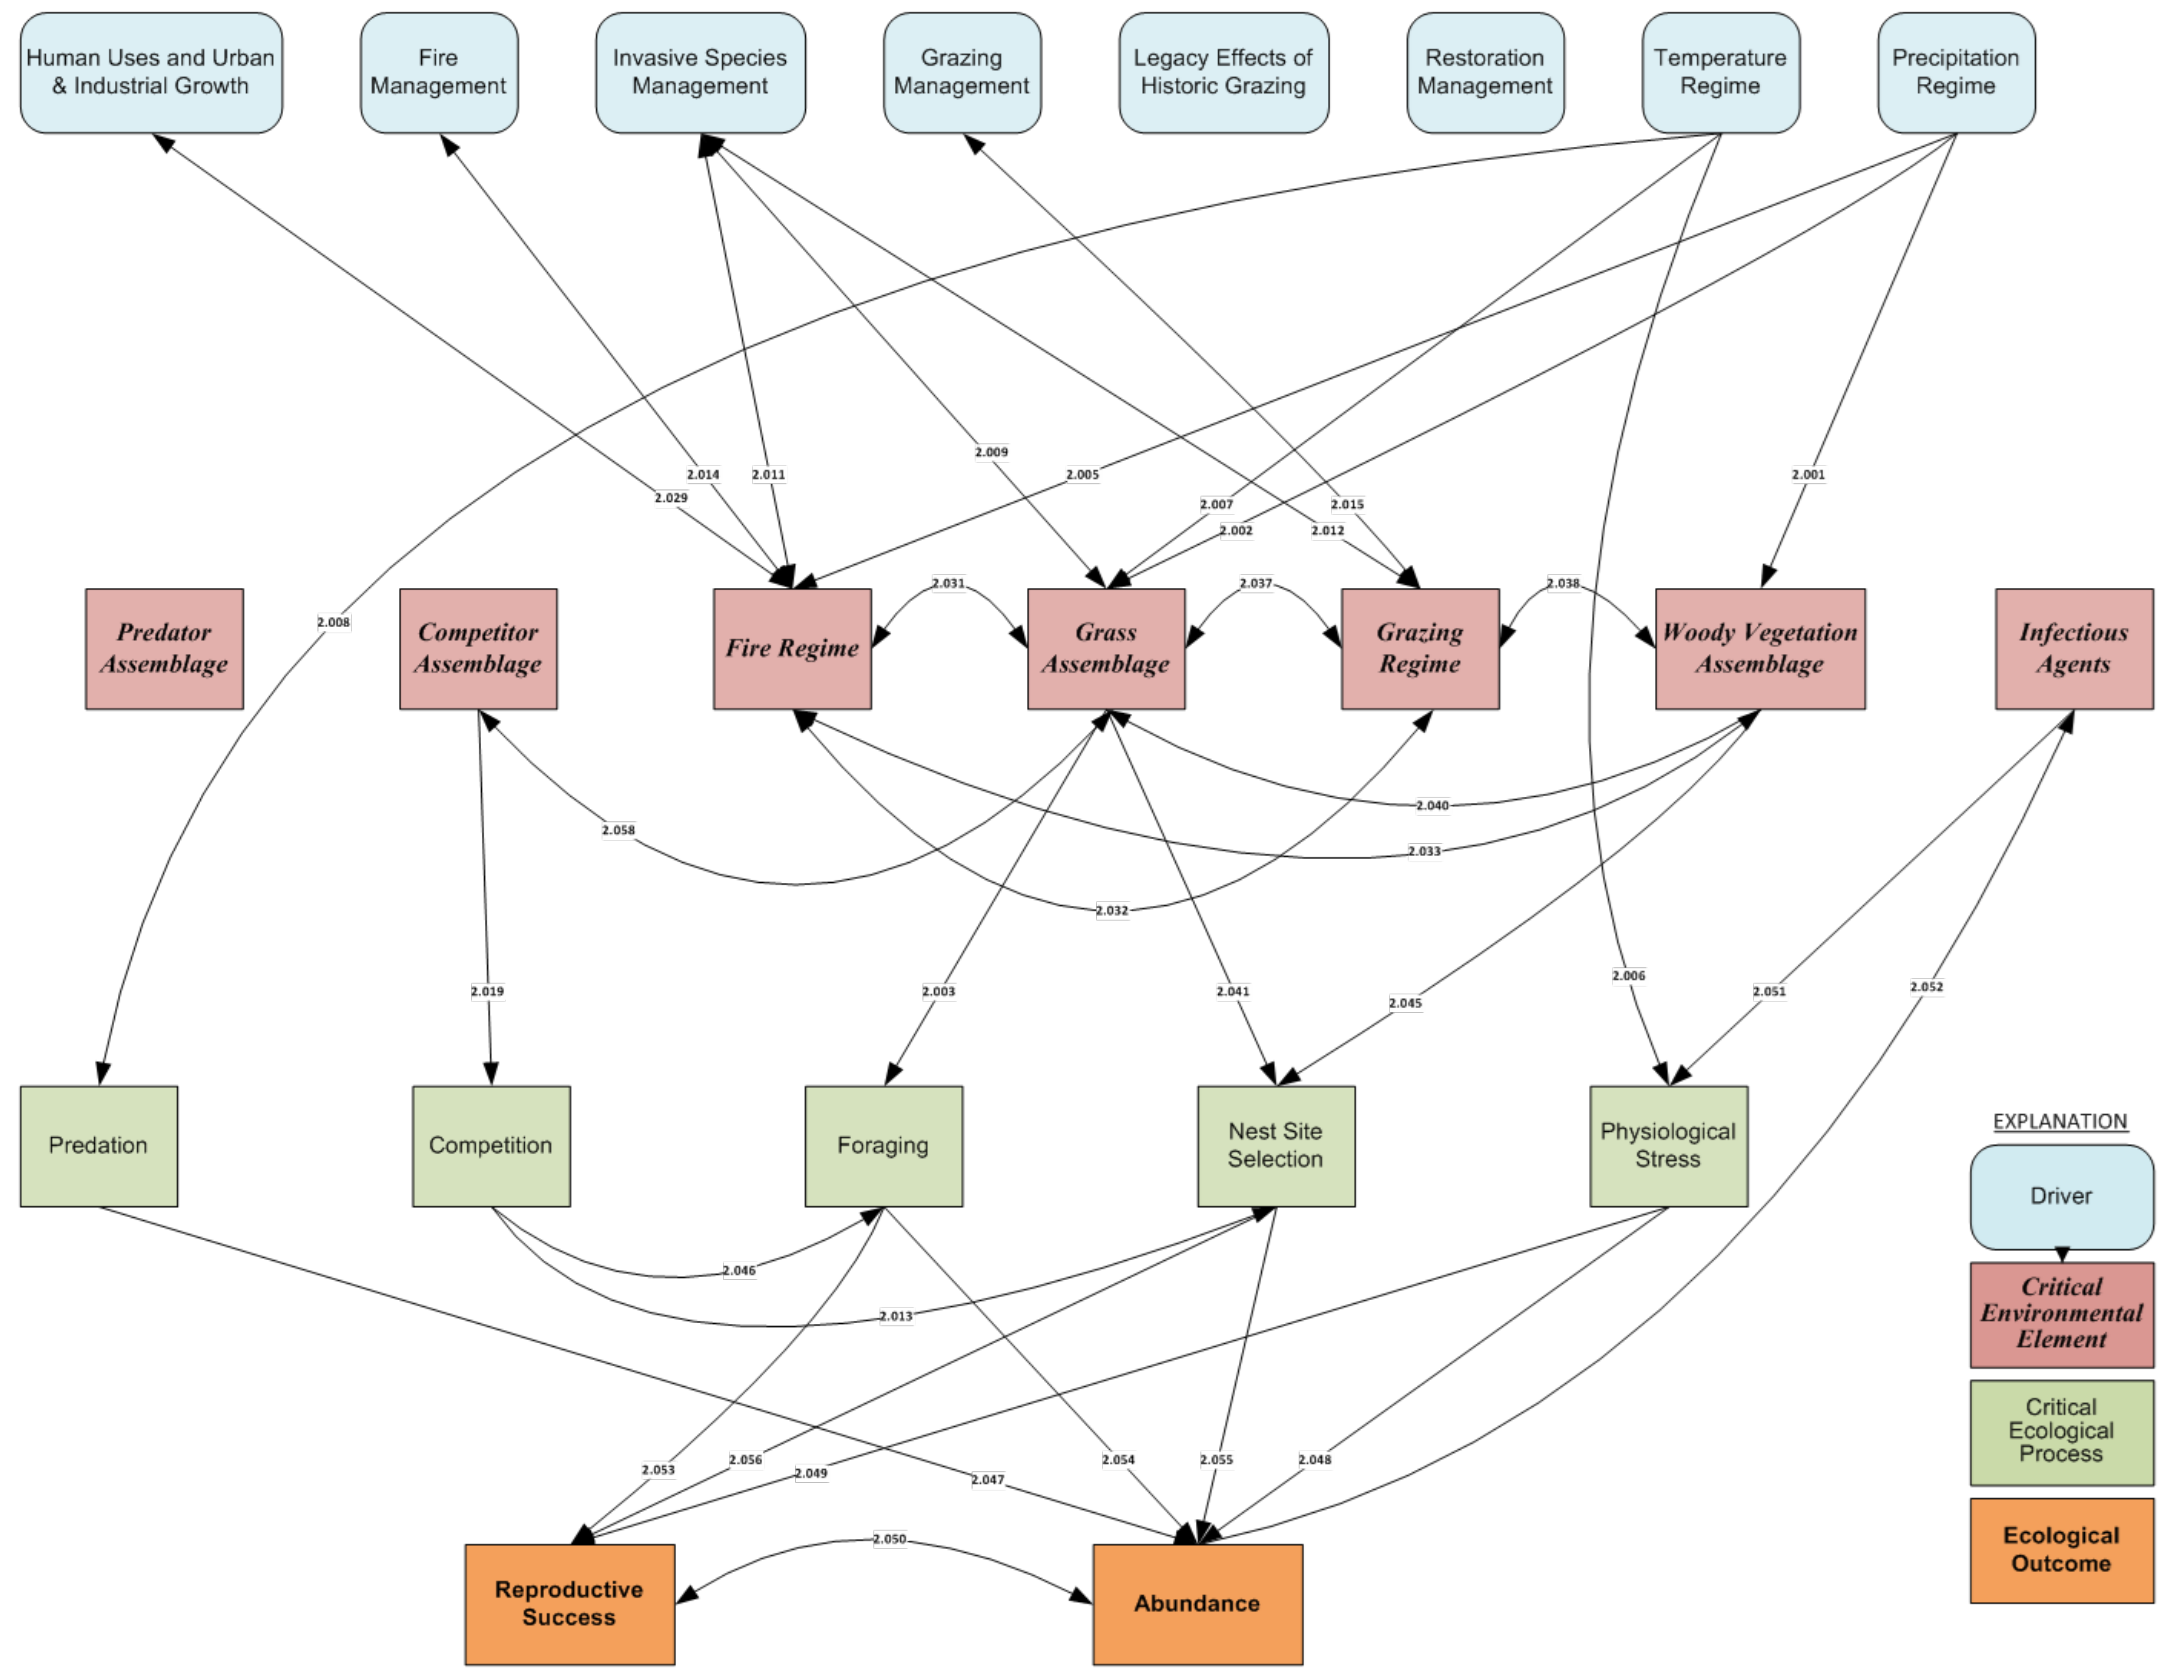 Human Uses and Urban
& Industrial Growth
Fire
Management
Invasive Species
Management
Grazing
Management
Legacy Effects of
Historic Grazing
Restoration
Management
Temperature
Regime
Precipitation
Regime
2.009
2.014
2.011
2.005
2.001
2.029
2.007
2.015
2.002
2.012
2.031
2.037
2.038
2.008
Predator
Assemblage
Competitor
Assemblage
Fire Regime
Grass
Assemblage
Grazing
Regime
Woody Vegetation
Assemblage
Infectious
Agents
2.040
2.058
2.033
2.032
2.006
2.019
2.003
2.041
2.045
2.051
2.052
Predation
Competition
Foraging
Nest Site
Selection
Physiological
Stress
2.046
2.013
2.053
2.056
2.049
2.047
2.054
2.055
2.048
2.050
Reproductive
Success
Abundance
EXPLANATION
Driver
Critical
Environmental
Element
Critical
Ecological
Process
Ecological
Outcome